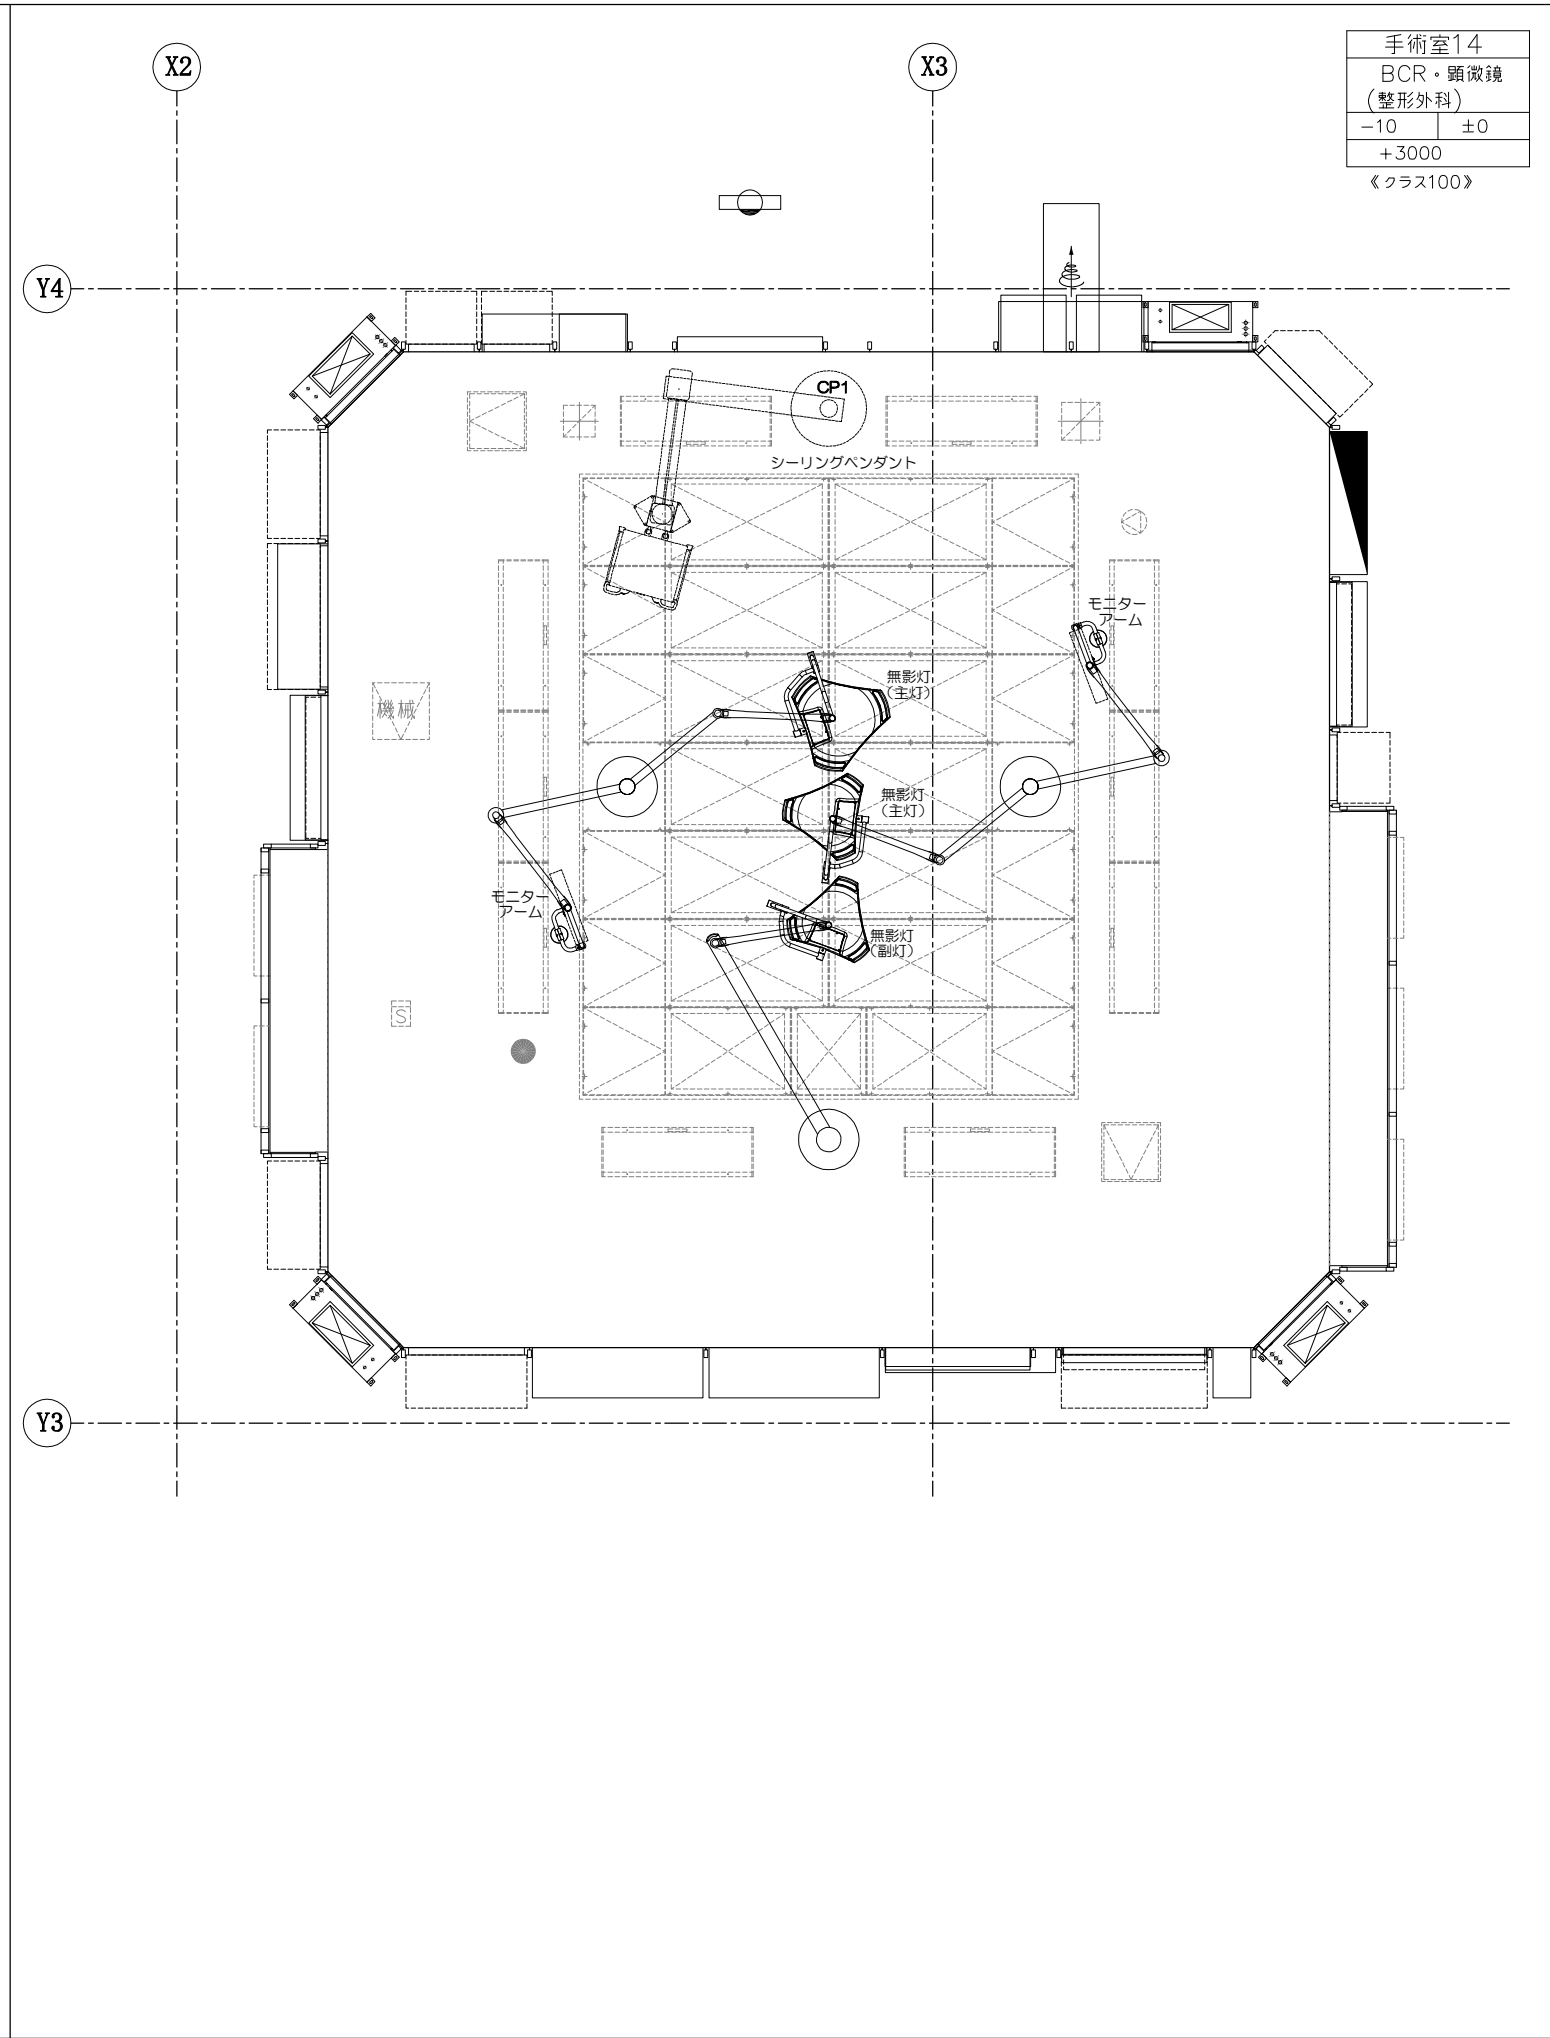 X2
X3
手術室14
BCR・顕微鏡
(整形外科)
-10 ±0
+3000
《クラス100》
Y4
CP1
シーリングペンダント
モニター
アーム
無影灯
(主灯)
機械
無影灯
(主灯)
モニター
アーム
無影灯
(副灯)
S
Y3